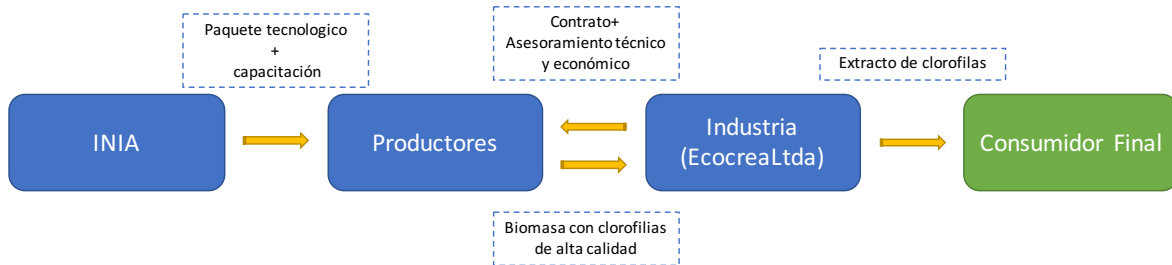 Paquete tecnologico
+
capacitación
Contrato+
Asesoramiento técnico
y económico
Extracto de clorofilas
INIA
Productores
Industria
(EcocreaLtda)
Consumidor Final
Biomasa con clorofilias
de alta calidad